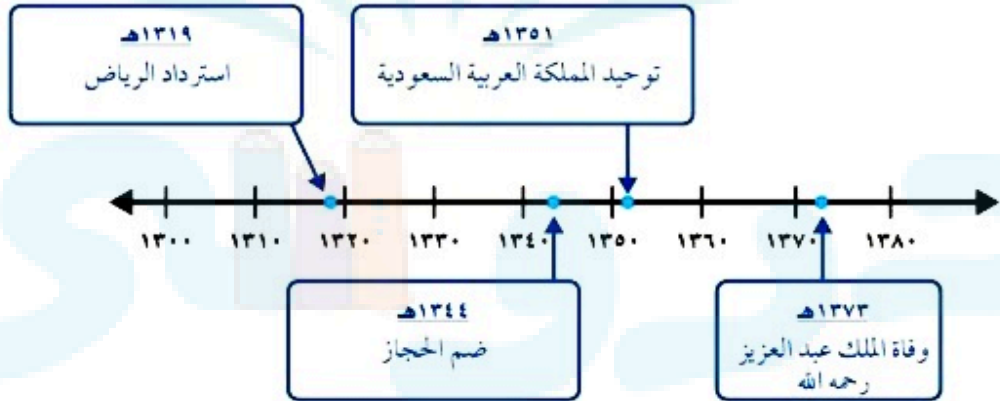 ١٣١٩هـ
استرداد الرياض
١٣٥١هـ
توحيد المملكة العربية السعودية
١٣٠٠ ١٣١٠ ١٣٢٠ ١٣٣٠ ١٣٤٠ ١٣٥٠ ١٣٦٠ ١٣٧٠ ١٣٨٠
١٣٤٤هـ
ضم الحجاز
١٣٧٣هـ
وفاة الملك عبد العزيز
رحمه الله